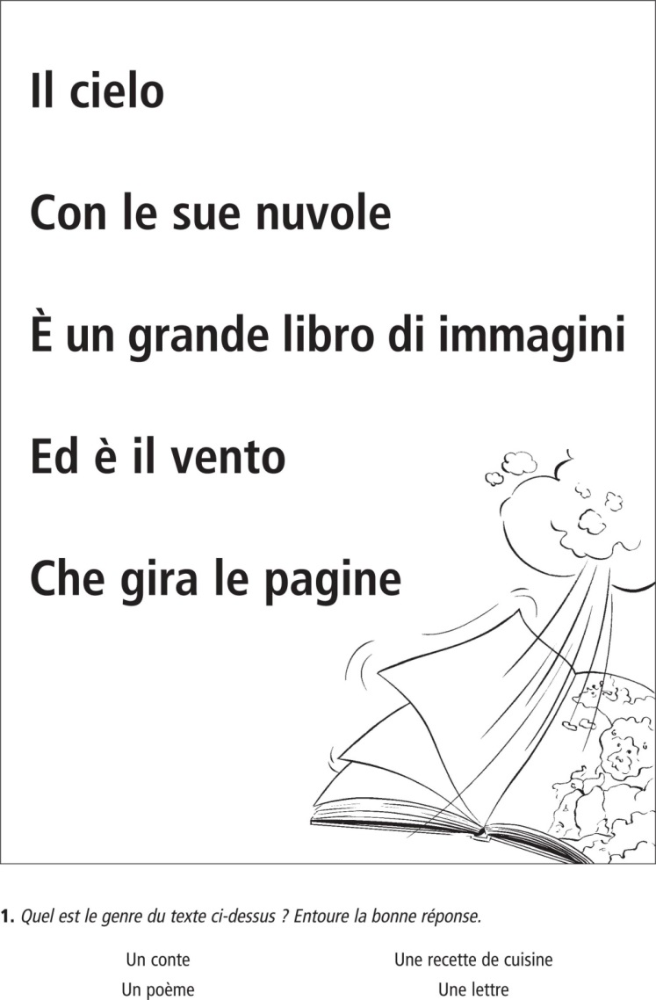 Il cielo
Con le sue nuvole
È un grande libro di immagini
Ed è il vento
Che gira le pagine
1. Quel est le genre du texte ci-dessus ? Entoure la bonne réponse.
Un conte Une recette de cuisine
Un poème Une lettre